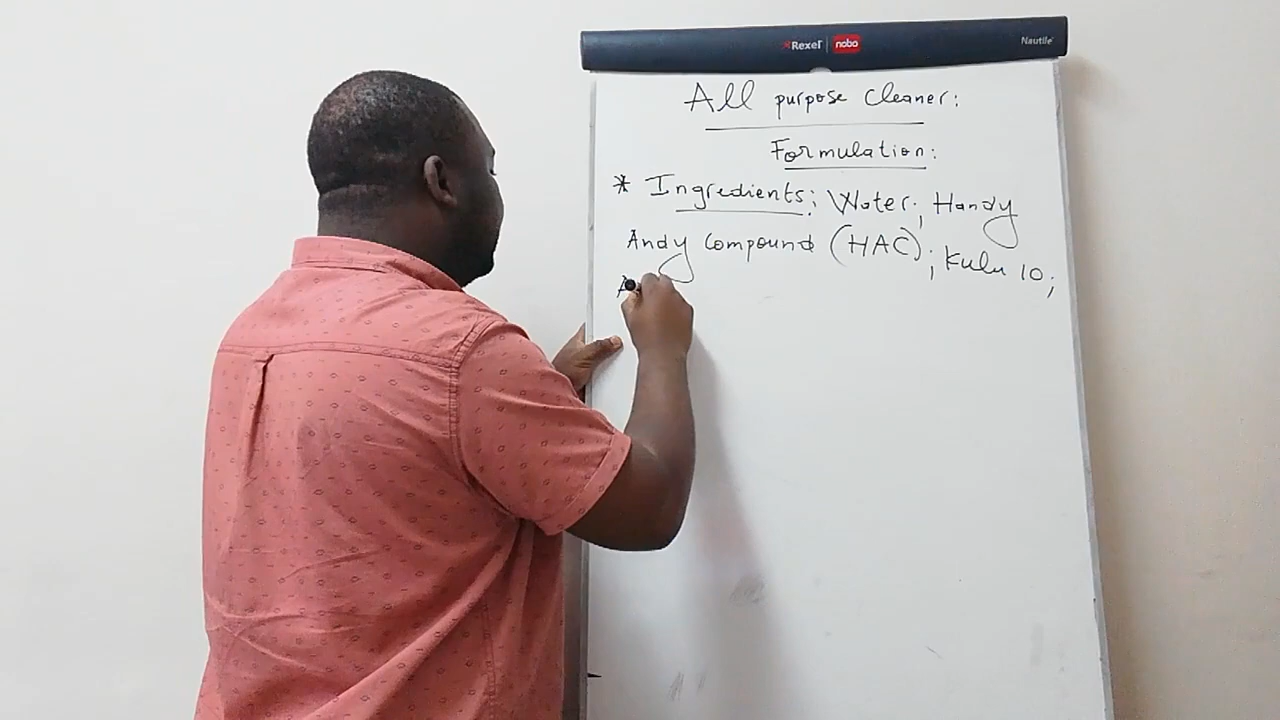 Rexel nobo Nautile
All purpose Cleaner:
Formulation:
* Ingredients: Water; Handy
Andy Compound (HAC); Kulu 10;